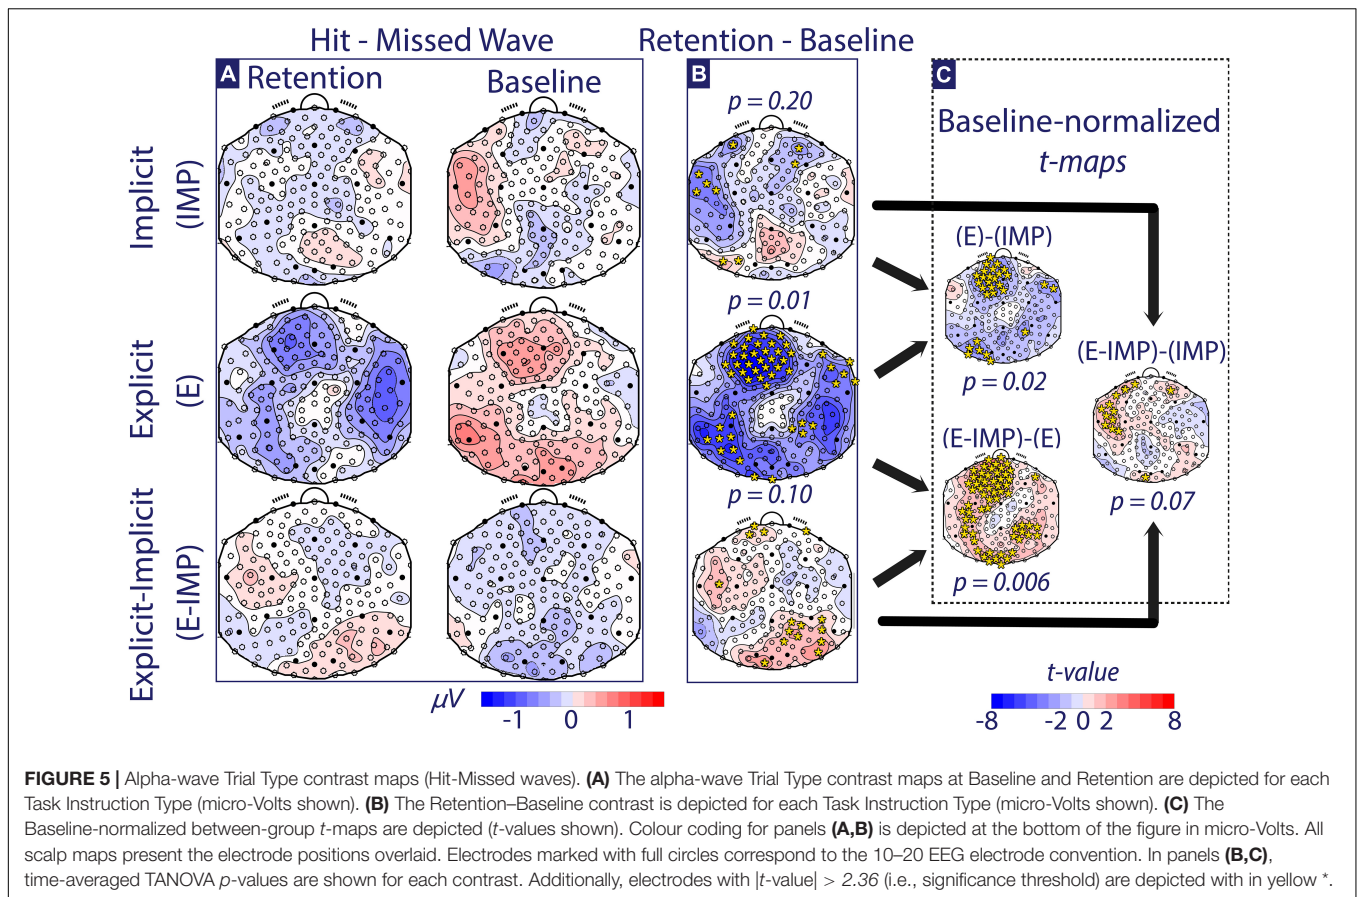 Hit - Missed Wave
Retention - Baseline
A
Retention
Baseline
B
p = 0.20
C
Baseline-normalized
t-maps
Implicit
(IMP)
(E)-(IMP)
p = 0.01
p = 0.02
(E-IMP)-(IMP)
Explicit
(E)
(E-IMP)-(E)
p = 0.10
p = 0.07
p = 0.006
Explicit-Implicit
(E-IMP)
μV
-1 0 1
t-value
-8 -2 0 2 8
FIGURE 5 | Alpha-wave Trial Type contrast maps (Hit-Missed waves). (A) The alpha-wave Trial Type contrast maps at Baseline and Retention are depicted for each
Task Instruction Type (micro-Volts shown). (B) The Retention–Baseline contrast is depicted for each Task Instruction Type (micro-Volts shown). (C) The
Baseline-normalized between-group t-maps are depicted (t-values shown). Colour coding for panels (A,B) is depicted at the bottom of the figure in micro-Volts. All
scalp maps present the electrode positions overlaid. Electrodes marked with full circles correspond to the 10–20 EEG electrode convention. In panels (B,C),
time-averaged TANOVA p-values are shown for each contrast. Additionally, electrodes with |t-value| > 2.36 (i.e., significance threshold) are depicted with in yellow *.